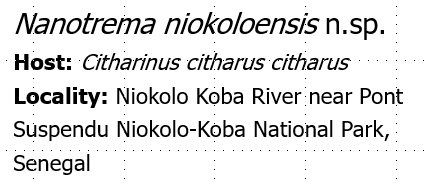 Nanotrema niokoloensis n.sp.
Host: Citharinus citharus citharus
Locality: Niokolo Koba River near Pont
Suspendu Niokolo-Koba National Park,
Senegal